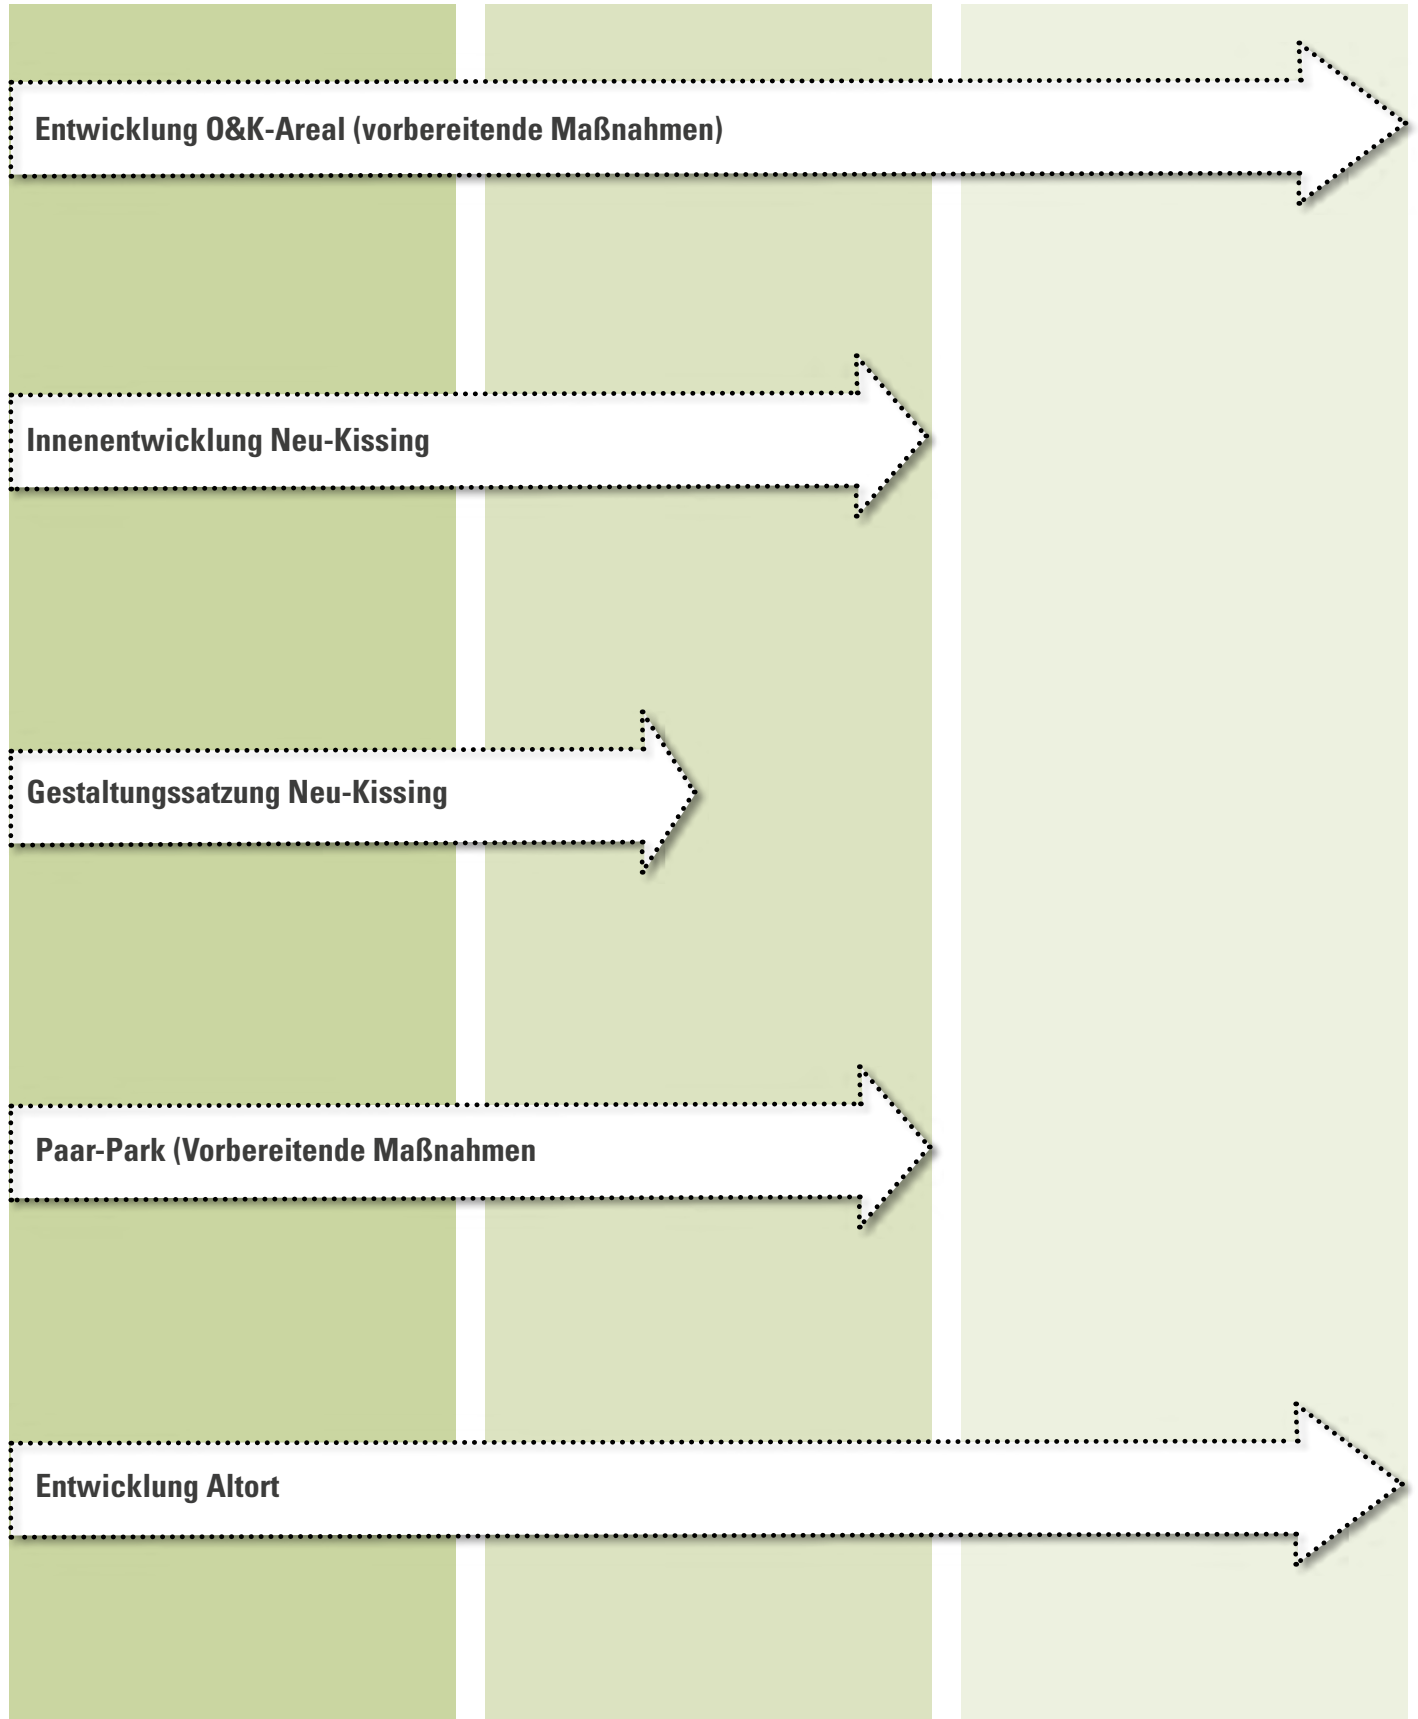 Entwicklung O&K-Areal (vorbereitende Maßnahmen)
Innenentwicklung Neu-Kissing
Gestaltungssatzung Neu-Kissing
Paar-Park (Vorbereitende Maßnahmen
Entwicklung Altort